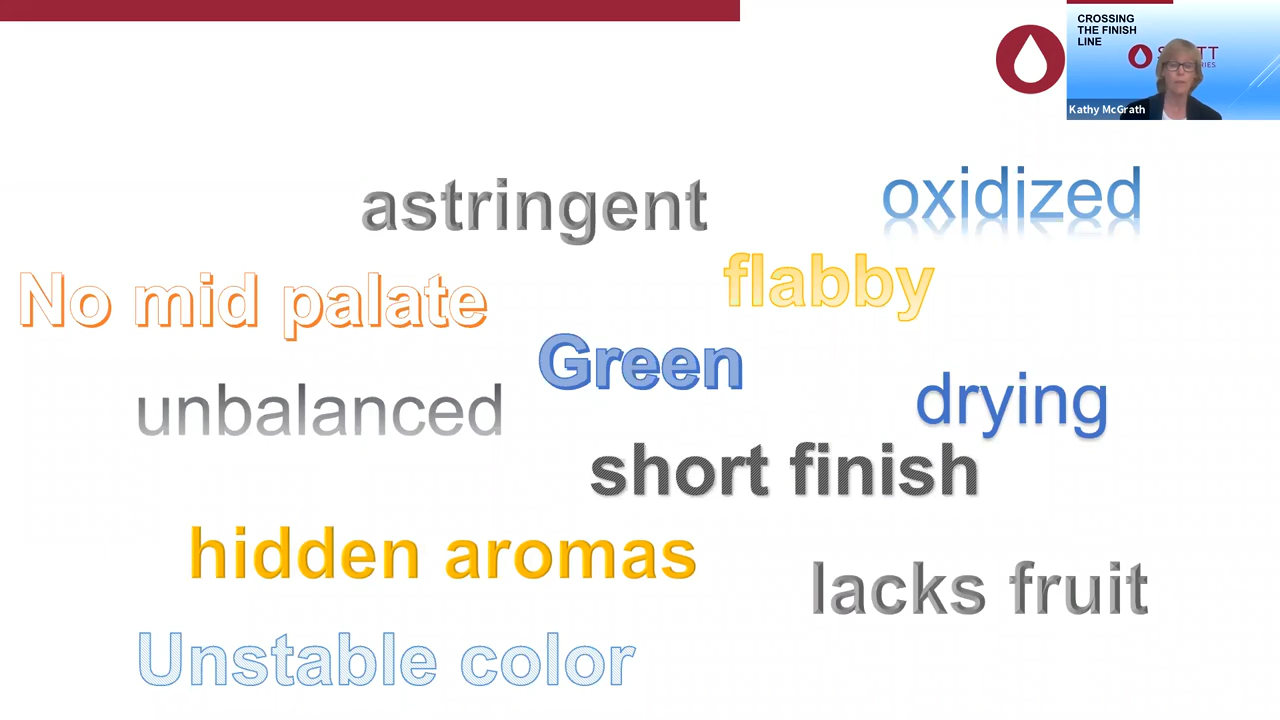 CROSSING
THE FINISH
LINE
Kathy McGrath
astringent
oxidized
No mid palate
flabby
Green
unbalanced
drying
short finish
hidden aromas
lacks fruit
Unstable color